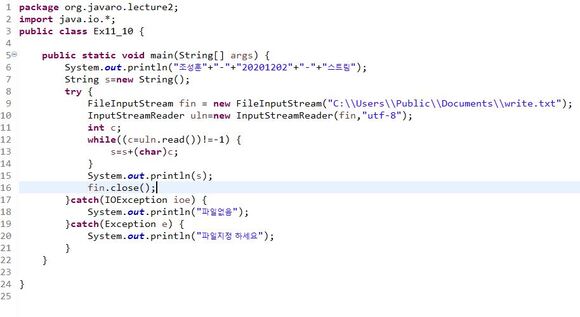 1 package org.javaro.lecture2;
2 import java.io.*;
3 public class Ex11_10 {
4
5 public static void main(String[] args) {
6 System.out.println("조성훈"+"-"+"20201202"+"-"+"스트림");
7 String s=new String();
8 try {
9 FileInputStream fin = new FileInputStream("C:\\Users\\Public\\Documents\\write.txt");
10 InputStreamReader uln=new InputStreamReader(fin,"utf-8");
11 int c;
12 while((c=uln.read())!=-1) {
13 s=s+(char)c;
14 }
15 System.out.println(s);
16 fin.close();
17 }catch(IOException ioe) {
18 System.out.println("파일없음");
19 }catch(Exception e) {
20 System.out.println("파일지정 하세요");
21 }
22 }
23
24 }
25